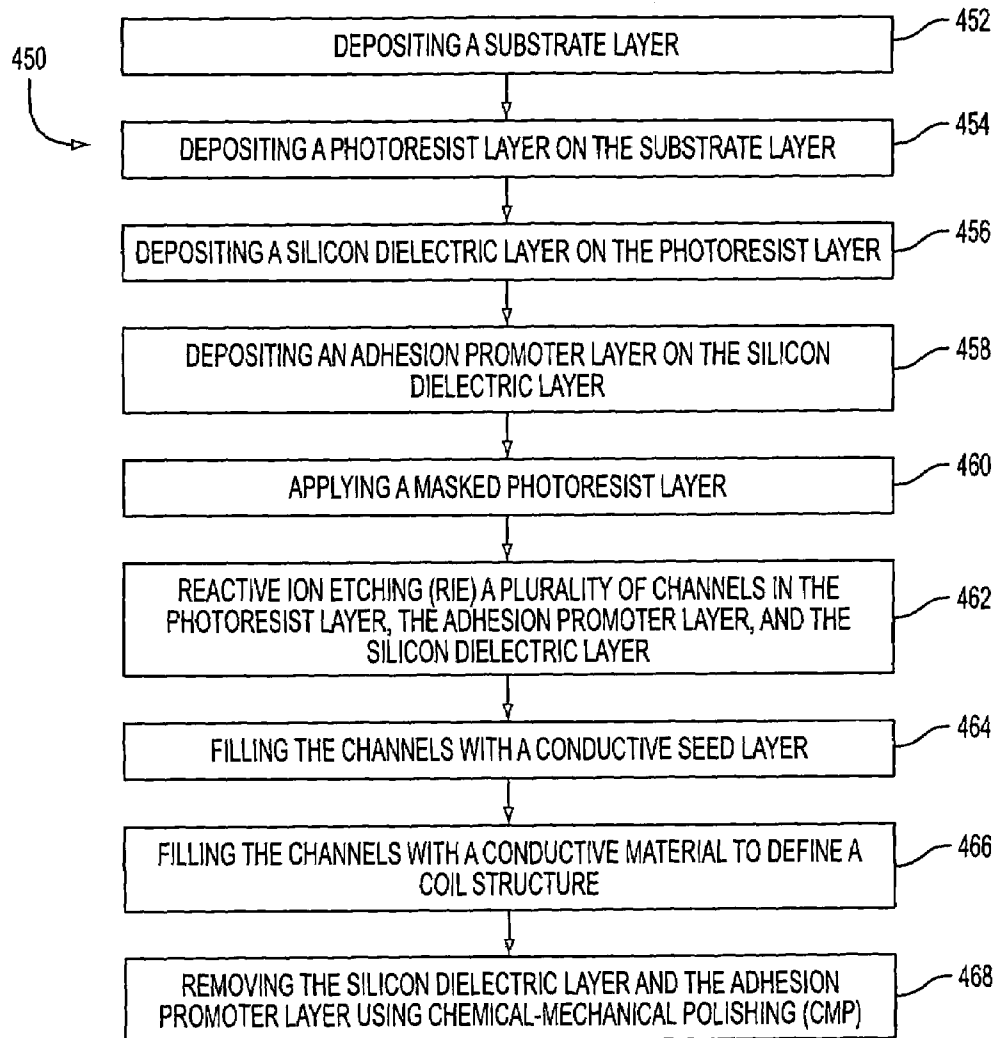 450
DEPOSITING A SUBSTRATE LAYER
452
DEPOSITING A PHOTORESIST LAYER ON THE SUBSTRATE LAYER
454
DEPOSITING A SILICON DIELECTRIC LAYER ON THE PHOTORESIST LAYER
456
DEPOSITING AN ADHESION PROMOTER LAYER ON THE SILICON
DIELECTRIC LAYER
458
APPLYING A MASKED PHOTORESIST LAYER
460
REACTIVE ION ETCHING (RIE) A PLURALITY OF CHANNELS IN THE
PHOTORESIST LAYER, THE ADHESION PROMOTER LAYER, AND THE
SILICON DIELECTRIC LAYER
462
FILLING THE CHANNELS WITH A CONDUCTIVE SEED LAYER
464
FILLING THE CHANNELS WITH A CONDUCTIVE MATERIAL TO DEFINE A
COIL STRUCTURE
466
REMOVING THE SILICON DIELECTRIC LAYER AND THE ADHESION
PROMOTER LAYER USING CHEMICAL-MECHANICAL POLISHING (CMP)
468